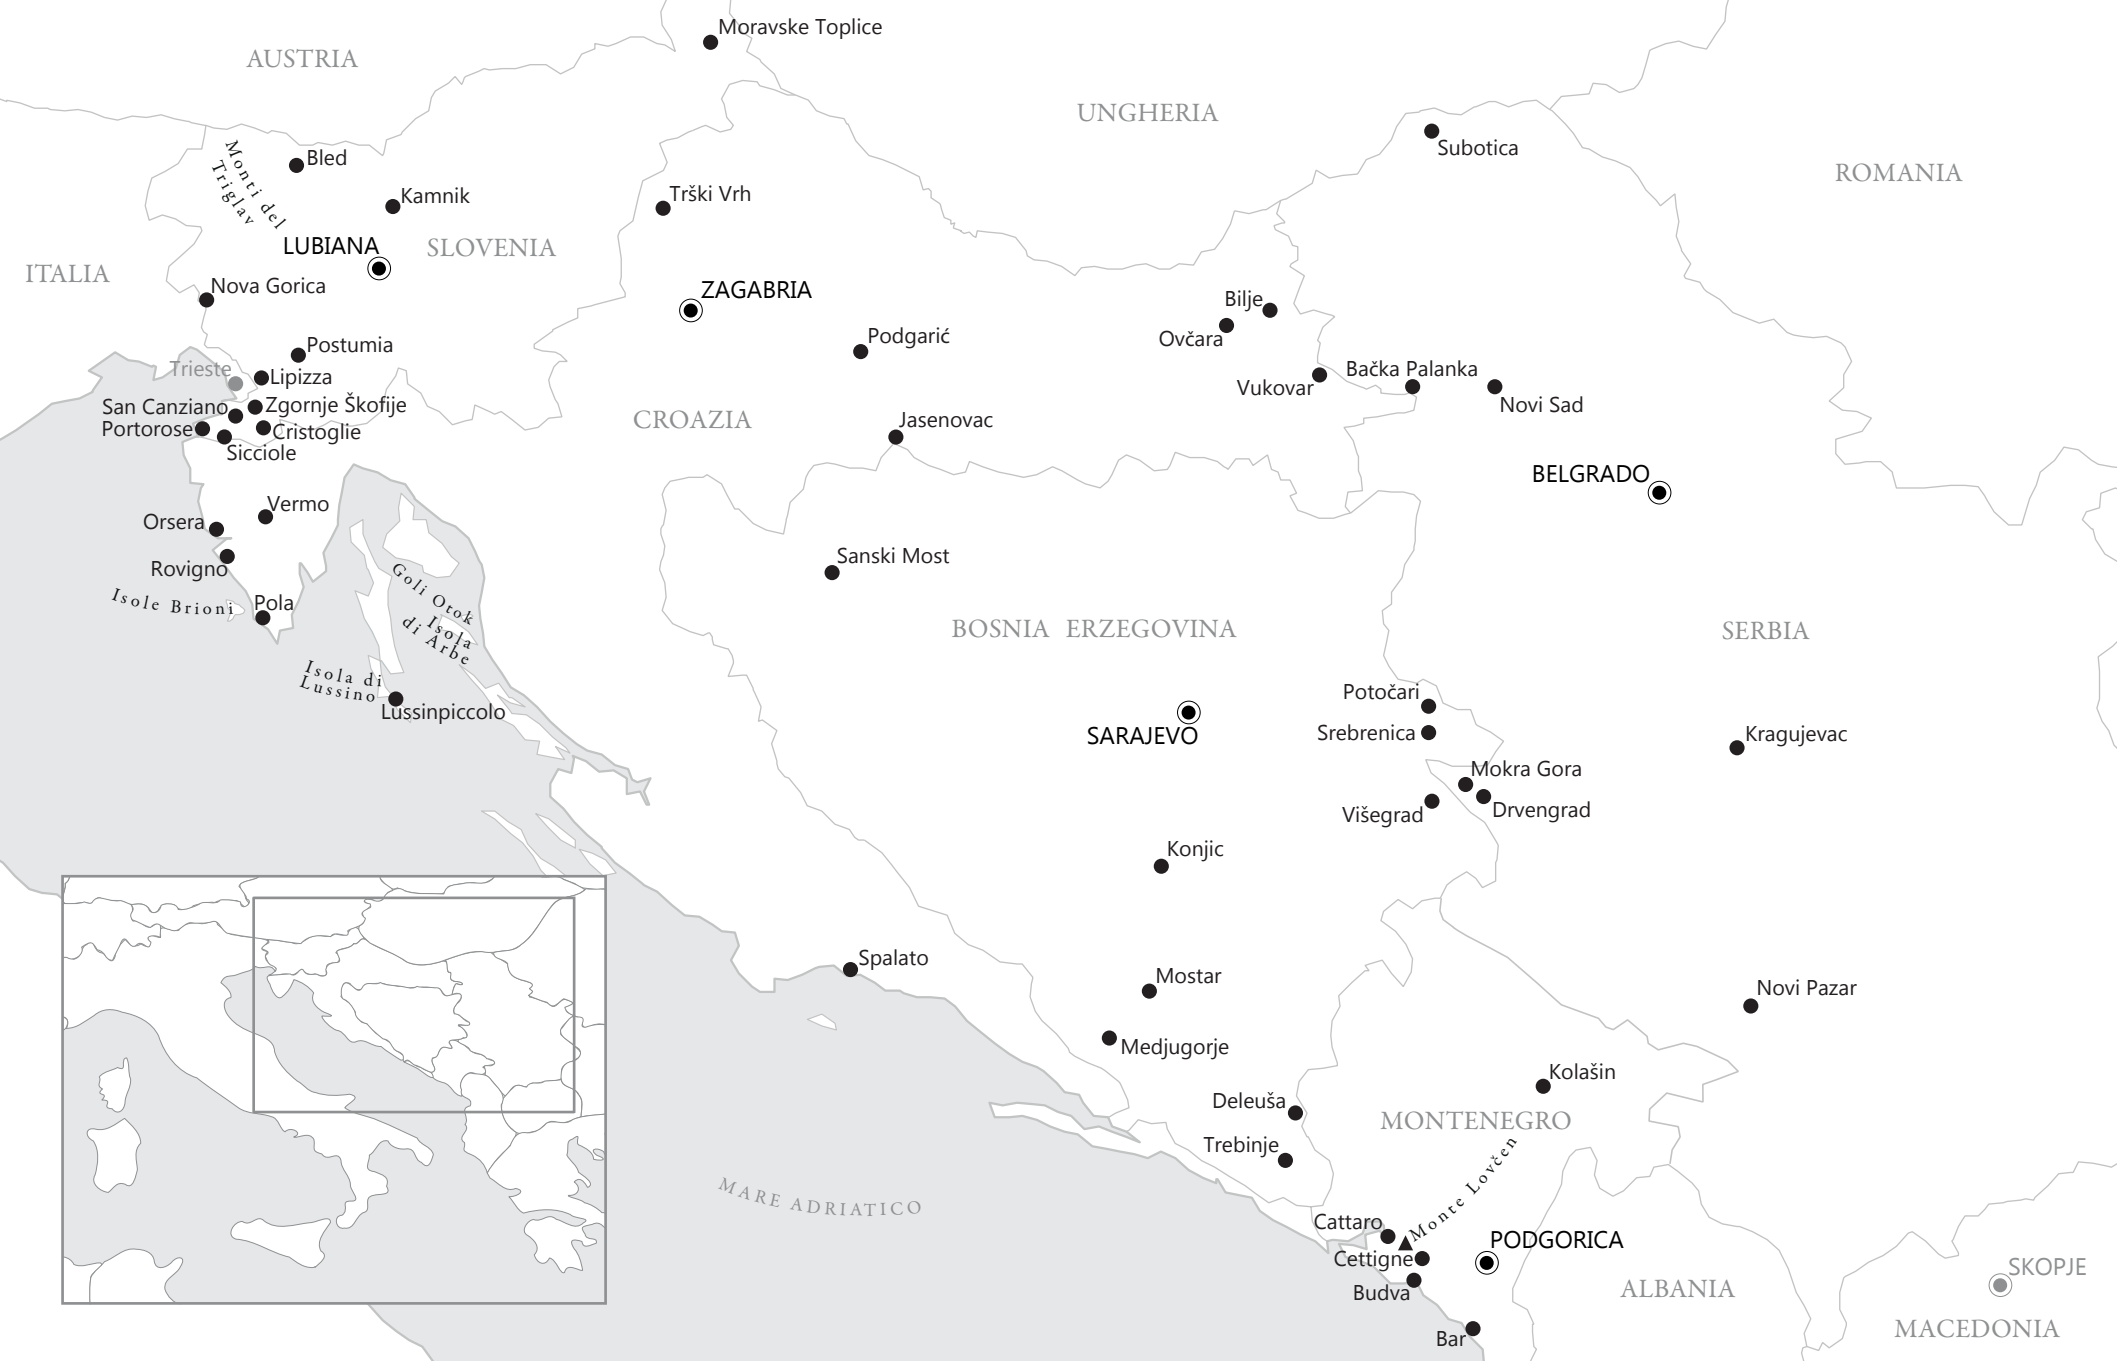 Moravske Toplice
AUSTRIA
UNGHERIA
Subotica
ROMANIA
Bled
Monti del
Triglav
Kamnik
Trški Vrh
LUBIANA
SLOVENIA
ITALIA
Nova Gorica
ZAGABRIA
Bilje
Ovčara
Podgarić
Postumia
Trieste
Lipizza
Vukovar
Bačka Palanka
Novi Sad
San Canziano
Zgornje Škofije
Portorose
Cristoglie
Sicciole
CROAZIA
Jasenovac
BELGRADO
Vermo
Orsera
Rovigno
Sanski Most
Goli Otok
Isole Brioni
Pola
Isola
di Arbe
BOSNIA ERZEGOVINA
SERBIA
Isola di
Lussino
Lussinpiccolo
Potočari
Srebrenica
SARAJEVO
Kragujevac
Mokra Gora
Drvengrad
Višegrad
Konjic
Spalato
Mostar
Novi Pazar
Medjugorje
Kolašin
Deleuša
MONTENEGRO
Trebinje
MARE ADRIATICO
Monte Lovčen
Cattaro
Cettigne
PODGORICA
Budva
ALBANIA
SKOPJE
Bar
MACEDONIA